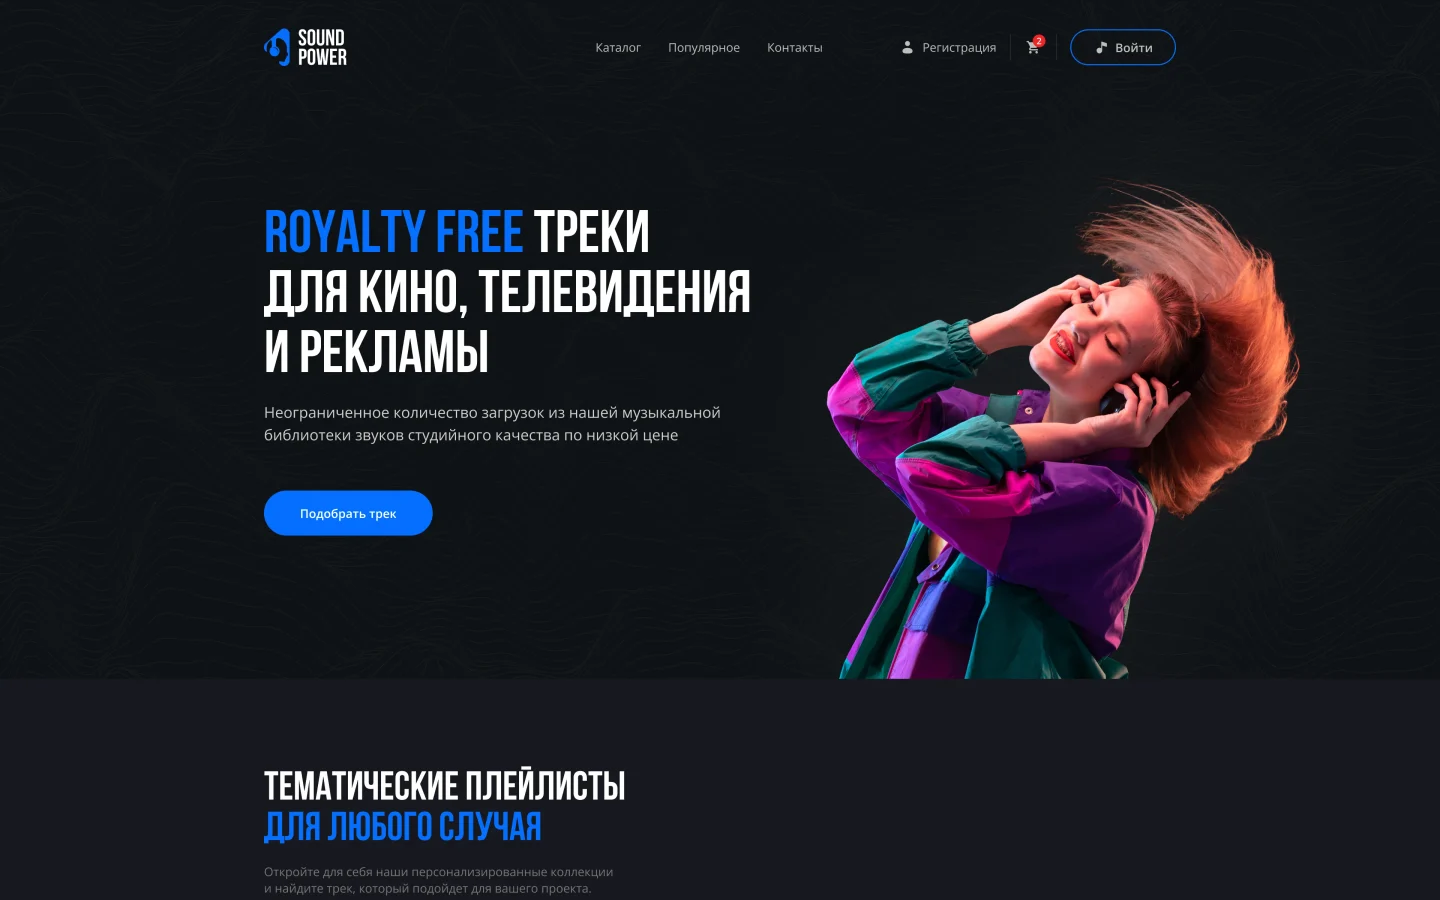 SOUND
POWER
Каталог
Популярное
Контакты
Регистрация
2
Войти
ROYALTY FREE ТРЕКИ
ДЛЯ КИНО, ТЕЛЕВИДЕНИЯ
И РЕКЛАМЫ
Неограниченное количество загрузок из нашей музыкальной
библиотеки звуков студийного качества по низкой цене
Подобрать трек
ТЕМАТИЧЕСКИЕ ПЛЕЙЛИСТЫ
ДЛЯ ЛЮБОГО СЛУЧАЯ
Откройте для себя наши персонализированные коллекции
и найдите трек, который подойдет для вашего проекта.